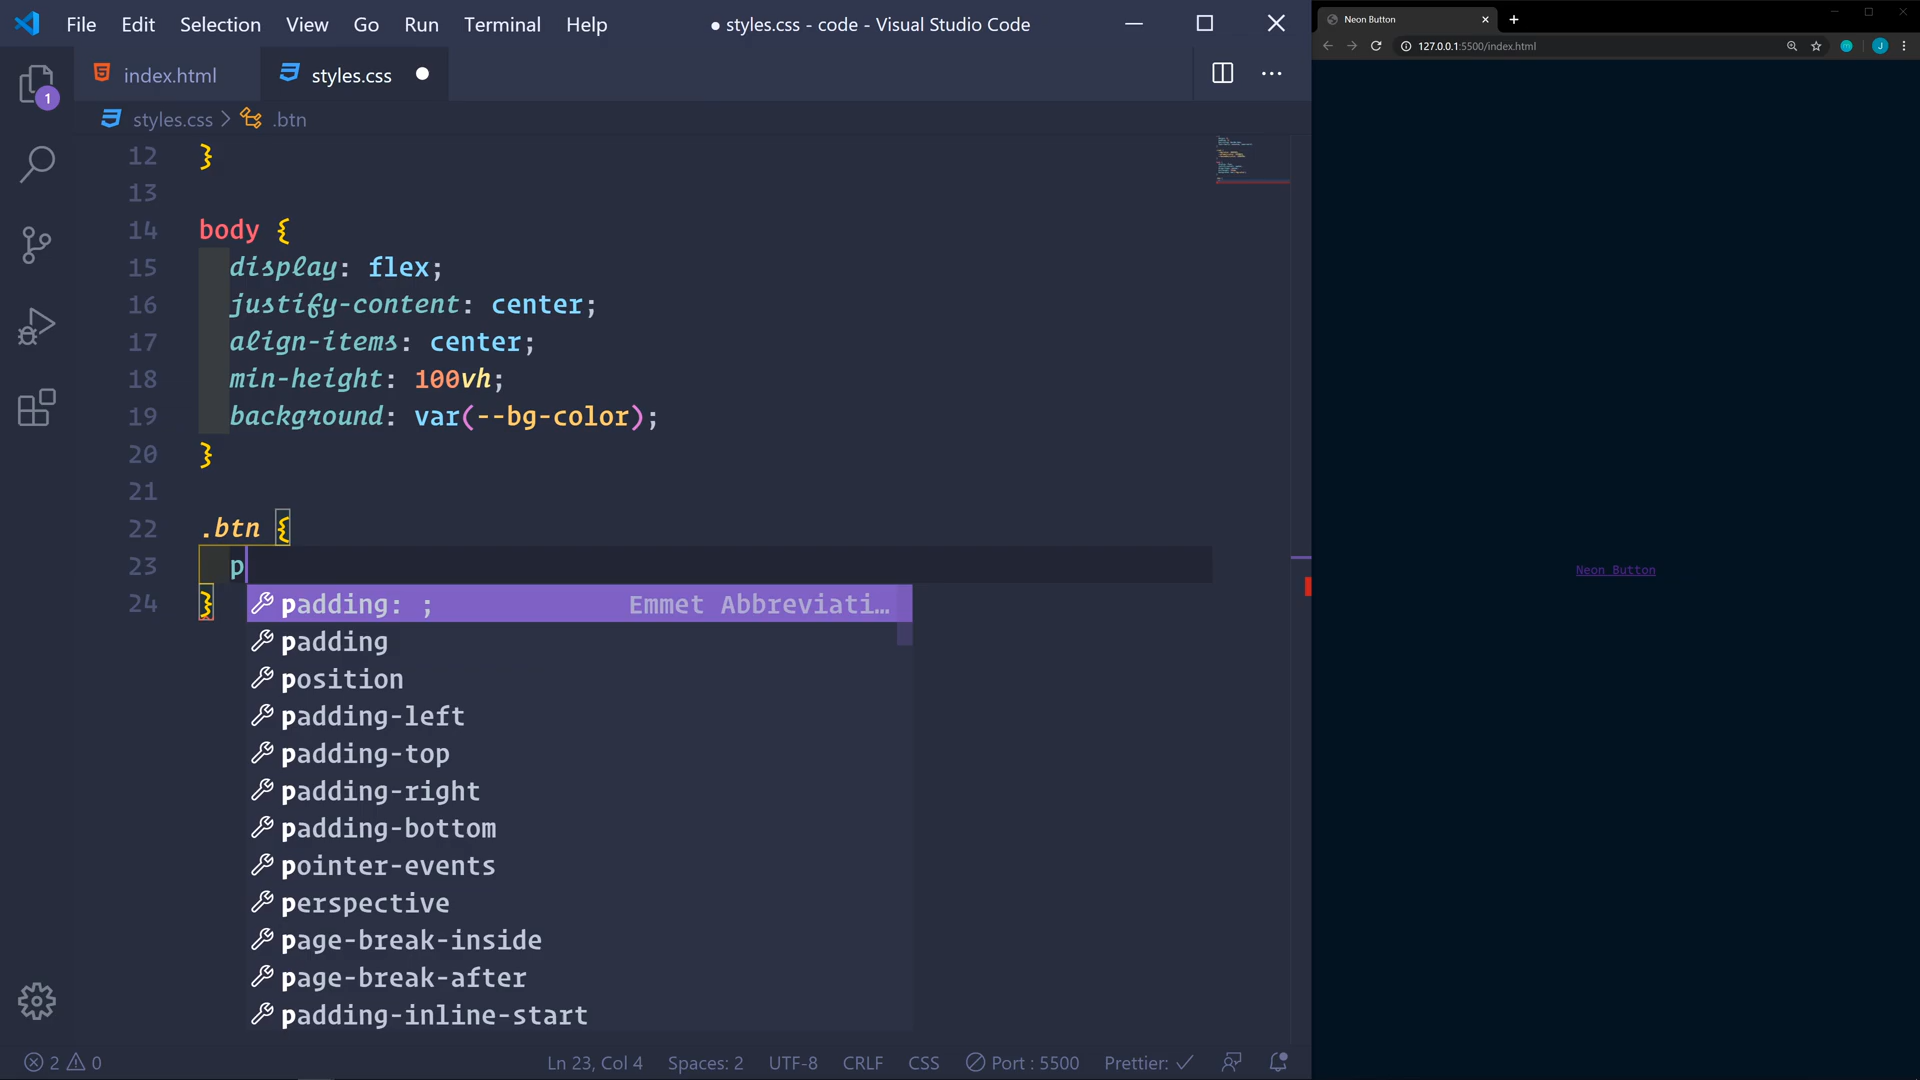 File Edit Selection View Go Run Terminal Help
● styles.css - code - Visual Studio Code
index.html
styles.css
1
styles.css > .btn
12 }
13
14 body {
15 display: flex;
16 justify-content: center;
17 align-items: center;
18 min-height: 100vh;
19 background: var(--bg-color);
20 }
21
22 .btn {
23 p
24 }
padding: ; Emmet Abbreviati...
padding
position
padding-left
padding-top
padding-right
padding-bottom
pointer-events
perspective
page-break-inside
page-break-after
padding-inline-start
2 0
Ln 23, Col 4 Spaces: 2 UTF-8 CRLF CSS Port : 5500 Prettier: ✓
Neon Button
127.0.0.1:5500/index.html
J
Neon Button